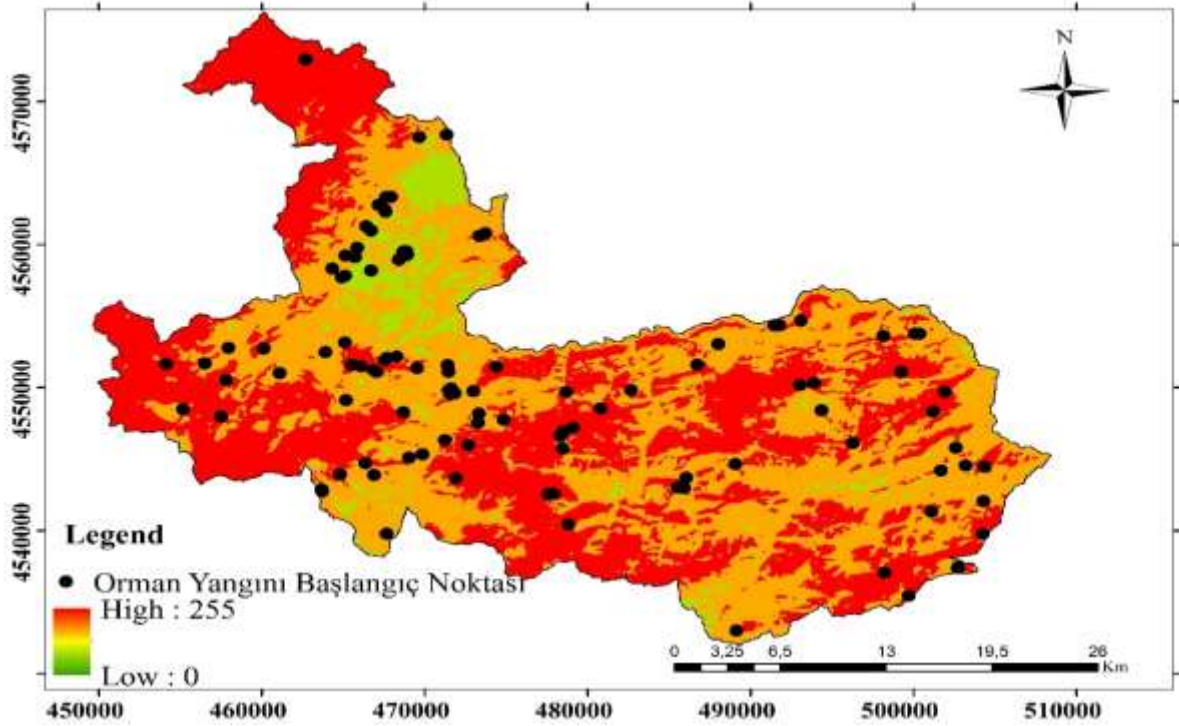 N
4570000
4560000
4550000
4540000
Legend
Orman Yangını Başlangıç Noktası
High : 255
Low : 0
0 3,25 6,5 13 19,5 26
Km
450000 460000 470000 480000 490000 500000 510000